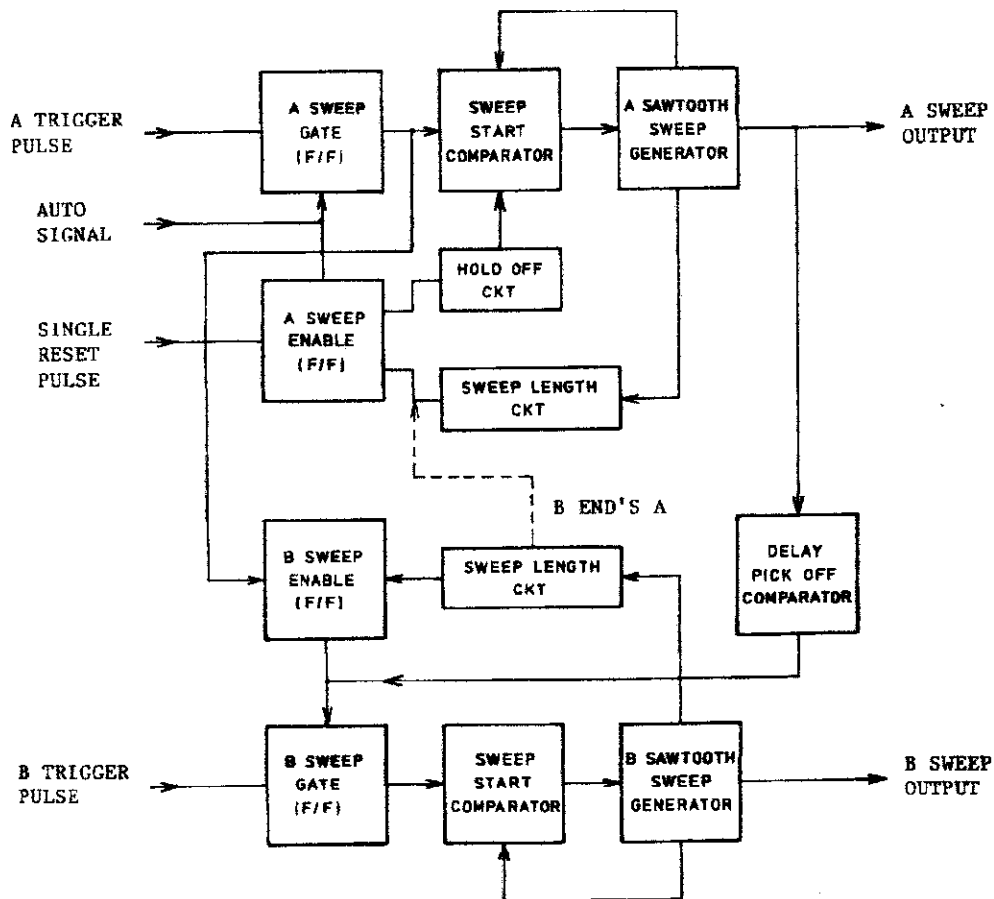 A TRIGGER
PULSE
A SWEEP
GATE
(F/F)
SWEEP
START
COMPARATOR
A SAWTOOTH
SWEEP
GENERATOR
A SWEEP
OUTPUT
AUTO
SIGNAL
HOLD OFF
CKT
SINGLE
RESET
PULSE
A SWEEP
ENABLE
(F/F)
SWEEP LENGTH
CKT
B END'S A
B SWEEP
ENABLE
(F/F)
SWEEP LENGTH
CKT
DELAY
PICK OFF
COMPARATOR
B TRIGGER
PULSE
B SWEEP
GATE
(F/F)
SWEEP
START
COMPARATOR
B SAWTOOTH
SWEEP
GENERATOR
B SWEEP
OUTPUT